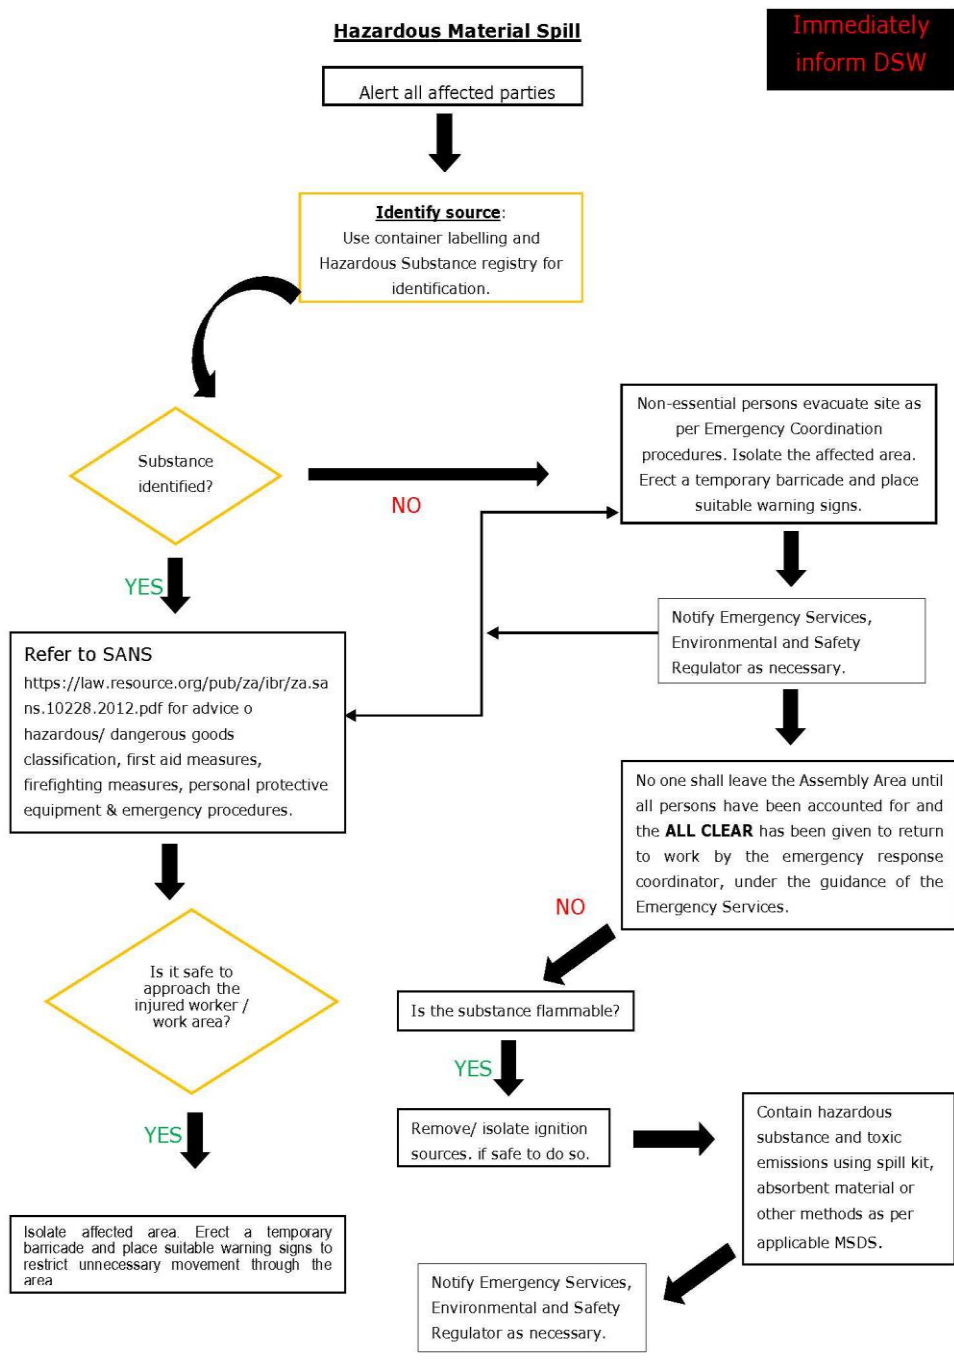 Hazardous Material Spill
Immediately
inform DSW
Alert all affected parties
Identify source:
Use container labelling and
Hazardous Substance registry for
identification.
Substance
identified?
NO
Non-essential persons evacuate site as
per Emergency Coordination
procedures. Isolate the affected area.
Erect a temporary barricade and place
suitable warning signs.
YES
Notify Emergency Services,
Environmental and Safety
Regulator as necessary.
Refer to SANS
https://law.resource.org/pub/za/ibr/za.sa
ns.10228.2012.pdf for advice o
hazardous/ dangerous goods
classification, first aid measures,
firefighting measures, personal protective
equipment & emergency procedures.
No one shall leave the Assembly Area until
all persons have been accounted for and
the ALL CLEAR has been given to return
to work by the emergency response
coordinator, under the guidance of the
Emergency Services.
NO
Is it safe to
approach the
injured worker /
work area?
Is the substance flammable?
YES
YES
Remove/ isolate ignition
sources. if safe to do so.
Contain hazardous
substance and toxic
emissions using spill kit,
absorbent material or
other methods as per
applicable MSDS.
Isolate affected area. Erect a temporary
barricade and place suitable warning signs to
restrict unnecessary movement through the
area
Notify Emergency Services,
Environmental and Safety
Regulator as necessary.